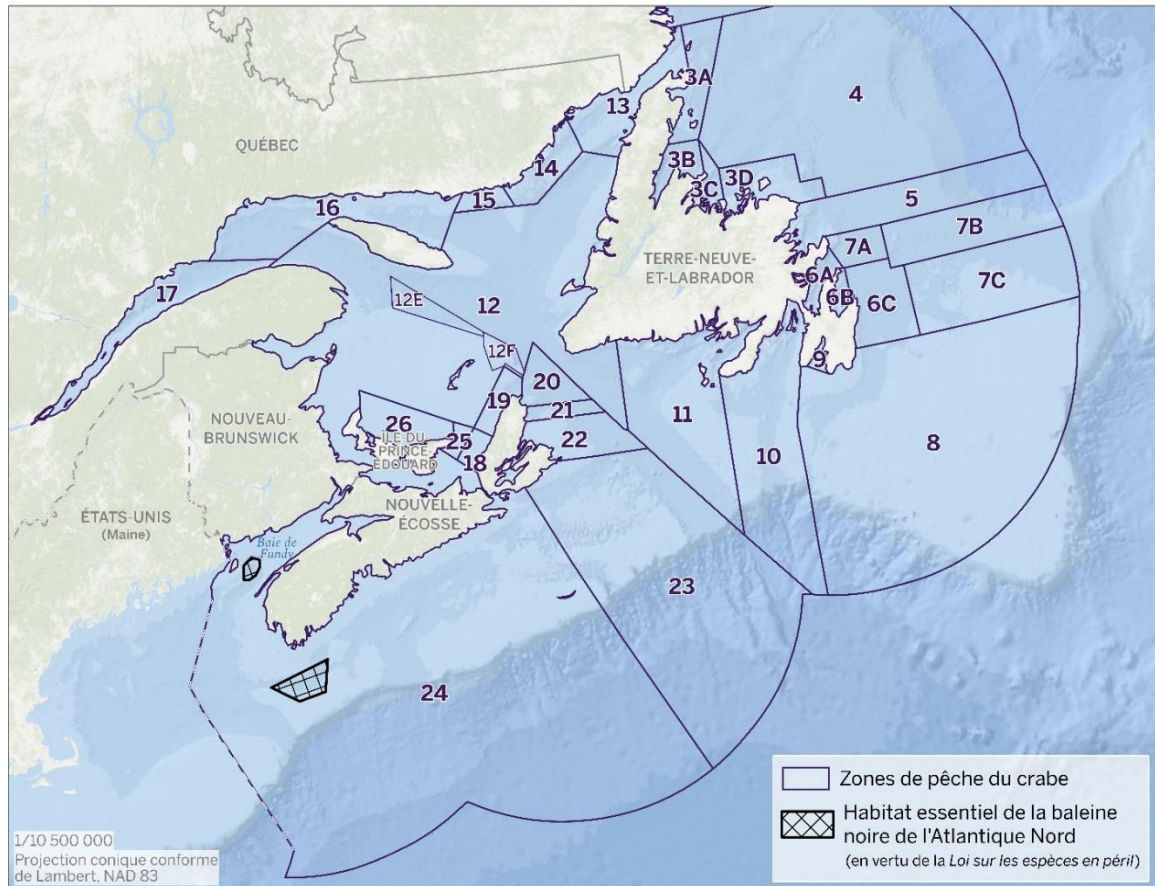 3A
4
13
QUÉBEC
3B
14
3C
3D
15
5
16
7B
7A
TERRE-NEUVE-
ET-LABRADOR
17
6A
7C
12E
12
6B
6C
12F
9
20
19
21
11
26
NOUVEAU-
BRUNSWICK
25
22
8
ÎLE-DU-
PRINCE-
ÉDOUARD
18
10
NOUVELLE-
ÉCOSSE
ÉTATS-UNIS
(Maine)
Baie de
Fundy
23
24
Zones de pêche du crabe
Habitat essentiel de la baleine
noire de l'Atlantique Nord
(en vertu de la Loi sur les espèces en péril)
1/10 500 000
Projection conique conforme
de Lambert, NAD 83